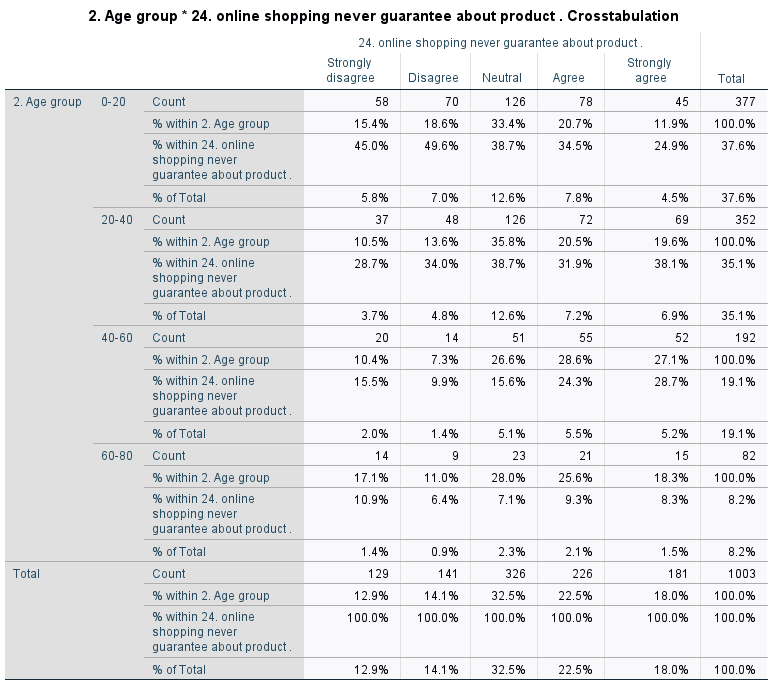 2. Age group * 24. online shopping never guarantee about product . Crosstabulation
24. online shopping never guarantee about product .
Strongly disagree Disagree Neutral Agree Strongly agree Total
2. Age group 0-20 Count 58 70 126 78 45 377
% within 2. Age group 15.4% 18.6% 33.4% 20.7% 11.9% 100.0%
% within 24. online 45.0% 49.6% 38.7% 34.5% 24.9% 37.6%
shopping never
guarantee about product .
% of Total 5.8% 7.0% 12.6% 7.8% 4.5% 37.6%
20-40 Count 37 48 126 72 69 352
% within 2. Age group 10.5% 13.6% 35.8% 20.5% 19.6% 100.0%
% within 24. online 28.7% 34.0% 38.7% 31.9% 38.1% 35.1%
shopping never
guarantee about product .
% of Total 3.7% 4.8% 12.6% 7.2% 6.9% 35.1%
40-60 Count 20 14 51 55 52 192
% within 2. Age group 10.4% 7.3% 26.6% 28.6% 27.1% 100.0%
% within 24. online 15.5% 9.9% 15.6% 24.3% 28.7% 19.1%
shopping never
guarantee about product .
% of Total 2.0% 1.4% 5.1% 5.5% 5.2% 19.1%
60-80 Count 14 9 23 21 15 82
% within 2. Age group 17.1% 11.0% 28.0% 25.6% 18.3% 100.0%
% within 24. online 10.9% 6.4% 7.1% 9.3% 8.3% 8.2%
shopping never
guarantee about product .
% of Total 1.4% 0.9% 2.3% 2.1% 1.5% 8.2%
Total Count 129 141 326 226 181 1003
% within 2. Age group 12.9% 14.1% 32.5% 22.5% 18.0% 100.0%
% within 24. online 100.0% 100.0% 100.0% 100.0% 100.0% 100.0%
shopping never
guarantee about product .
% of Total 12.9% 14.1% 32.5% 22.5% 18.0% 100.0%